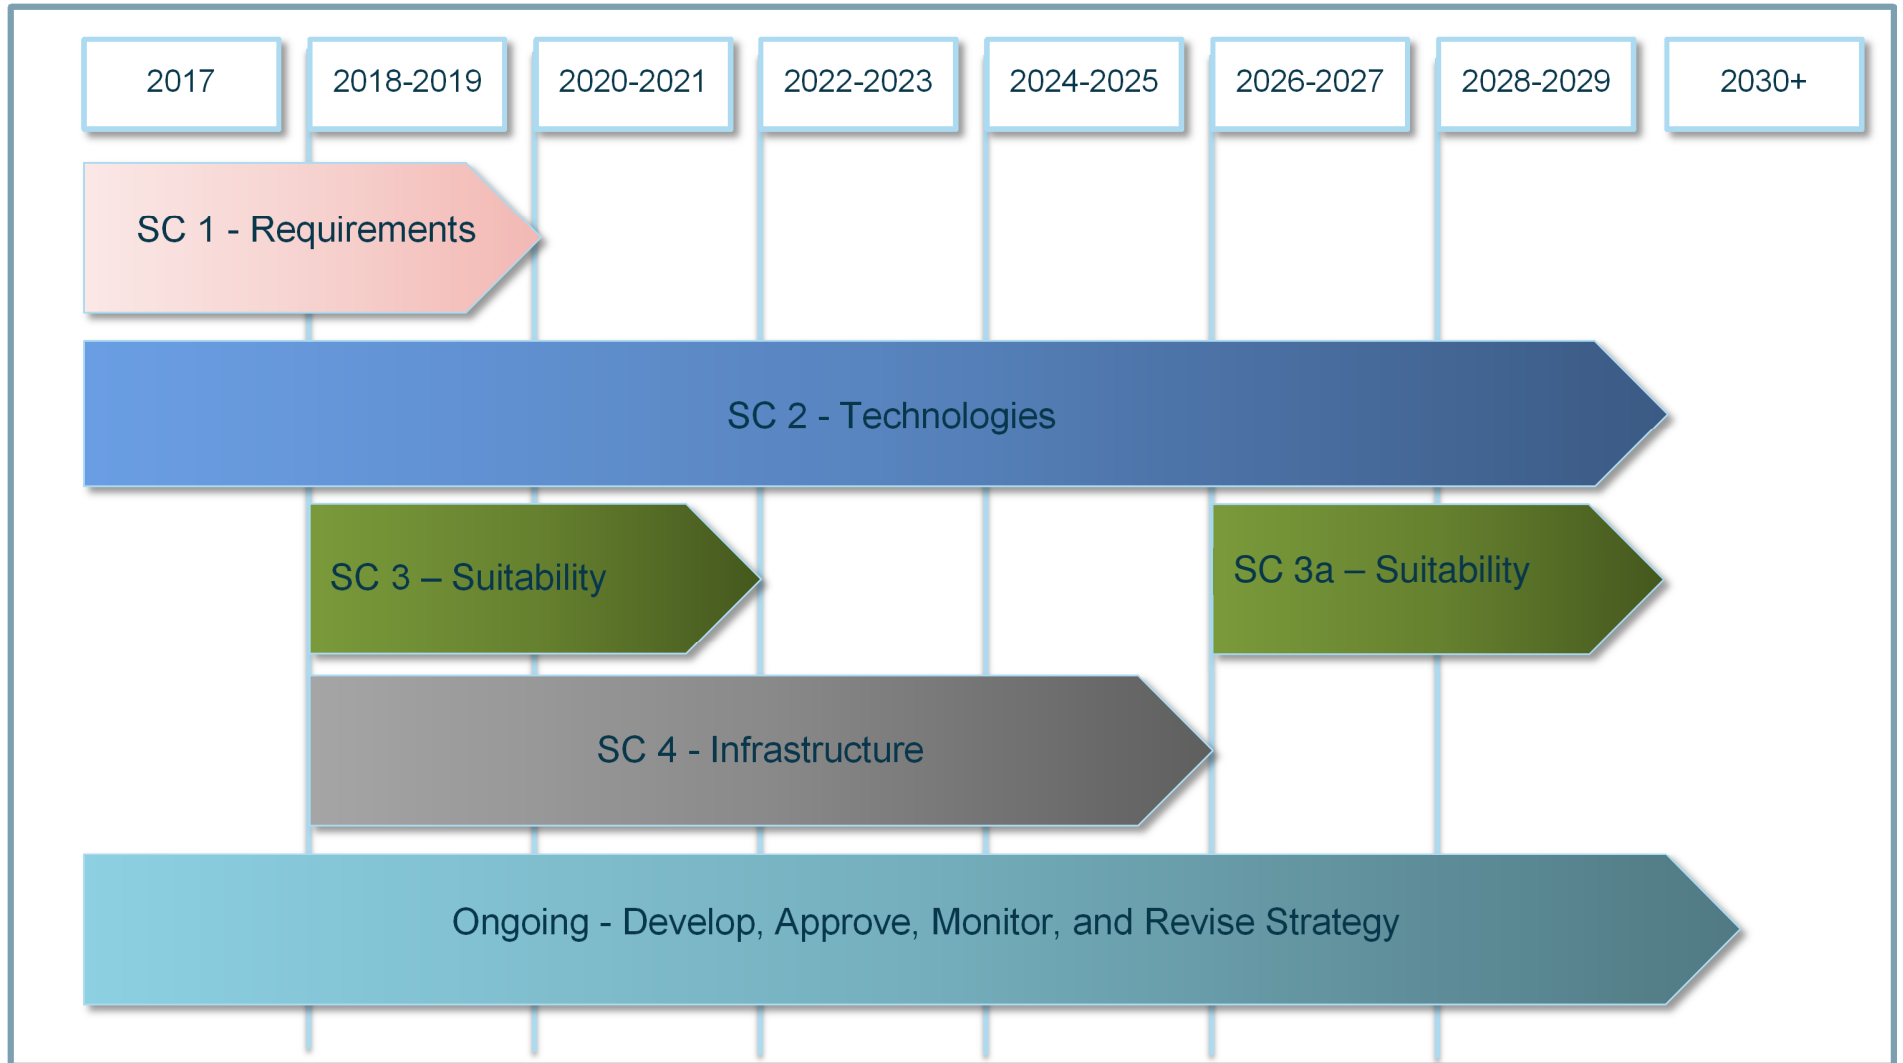 2017
2018-2019
2020-2021
2022-2023
2024-2025
2026-2027
2028-2029
2030+
SC 1 - Requirements
SC 2 - Technologies
SC 3 – Suitability
SC 3a – Suitability
SC 4 - Infrastructure
Ongoing - Develop, Approve, Monitor, and Revise Strategy